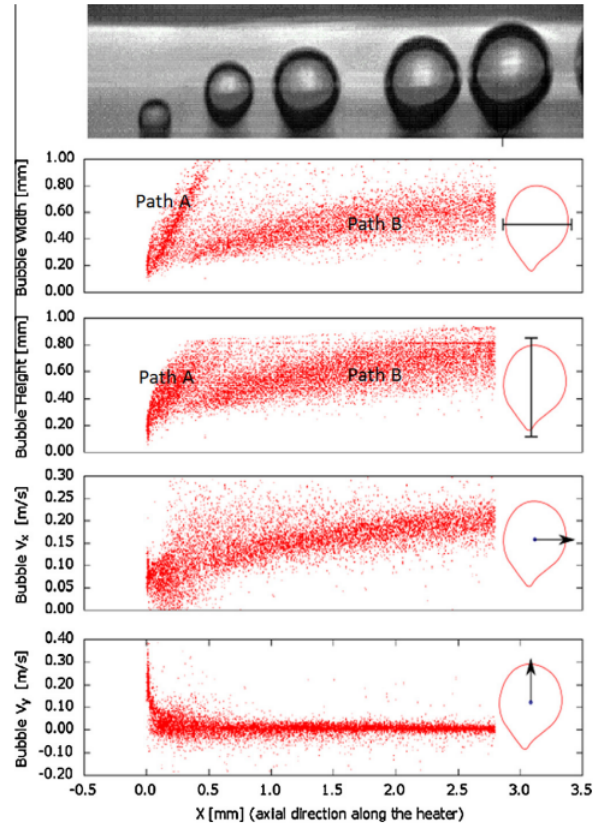 Bubble Width [mm]
1.00
0.80
0.60
0.40
0.20
0.00
Path A
Path B
Bubble Height [mm]
1.00
0.80
0.60
0.40
0.20
0.00
Path A
Path B
Bubble Vx [m/s]
0.30
0.25
0.20
0.15
0.10
0.05
0.00
Bubble Vy [m/s]
0.40
0.30
0.20
0.10
0.00
-0.10
-0.20
-0.5 0.0 0.5 1.0 1.5 2.0 2.5 3.0 3.5
X [mm] (axial direction along the heater)